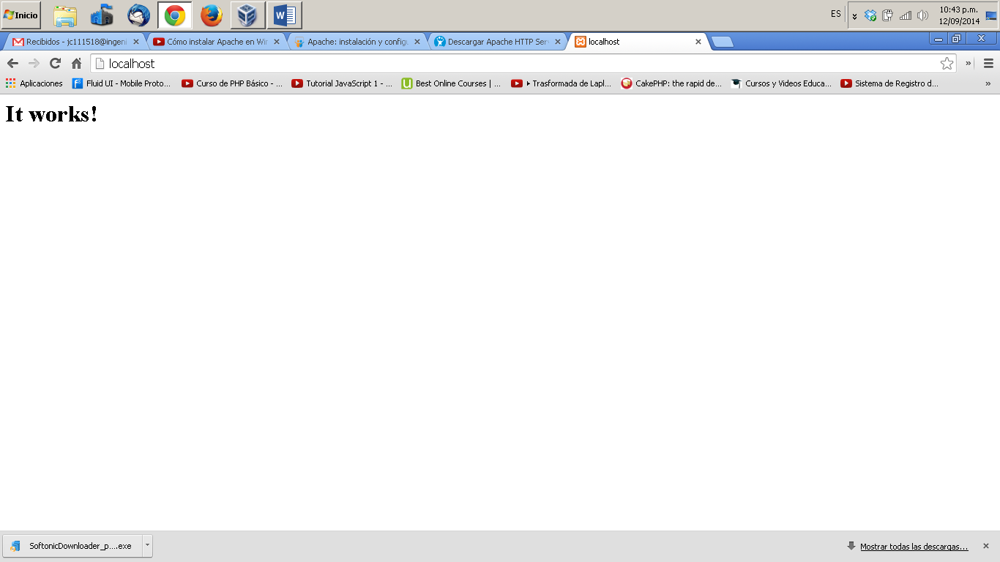 Inicio
ES
10:43 p.m.
12/09/2014
Recibidos - jc111518@ingeni
Cómo instalar Apache en Win
Apache: instalación y configu
Descargar Apache HTTP Serv
localhost
localhost
Aplicaciones
Fluid UI - Mobile Proto...
Curso de PHP Básico - ...
Tutorial JavaScript 1 - ...
Best Online Courses | ...
Trasformada de Lapl...
CakePHP: the rapid de...
Cursos y Videos Educa...
Sistema de Registro d...
It works!
SoftonicDownloader_p....exe
Mostrar todas las descargas...